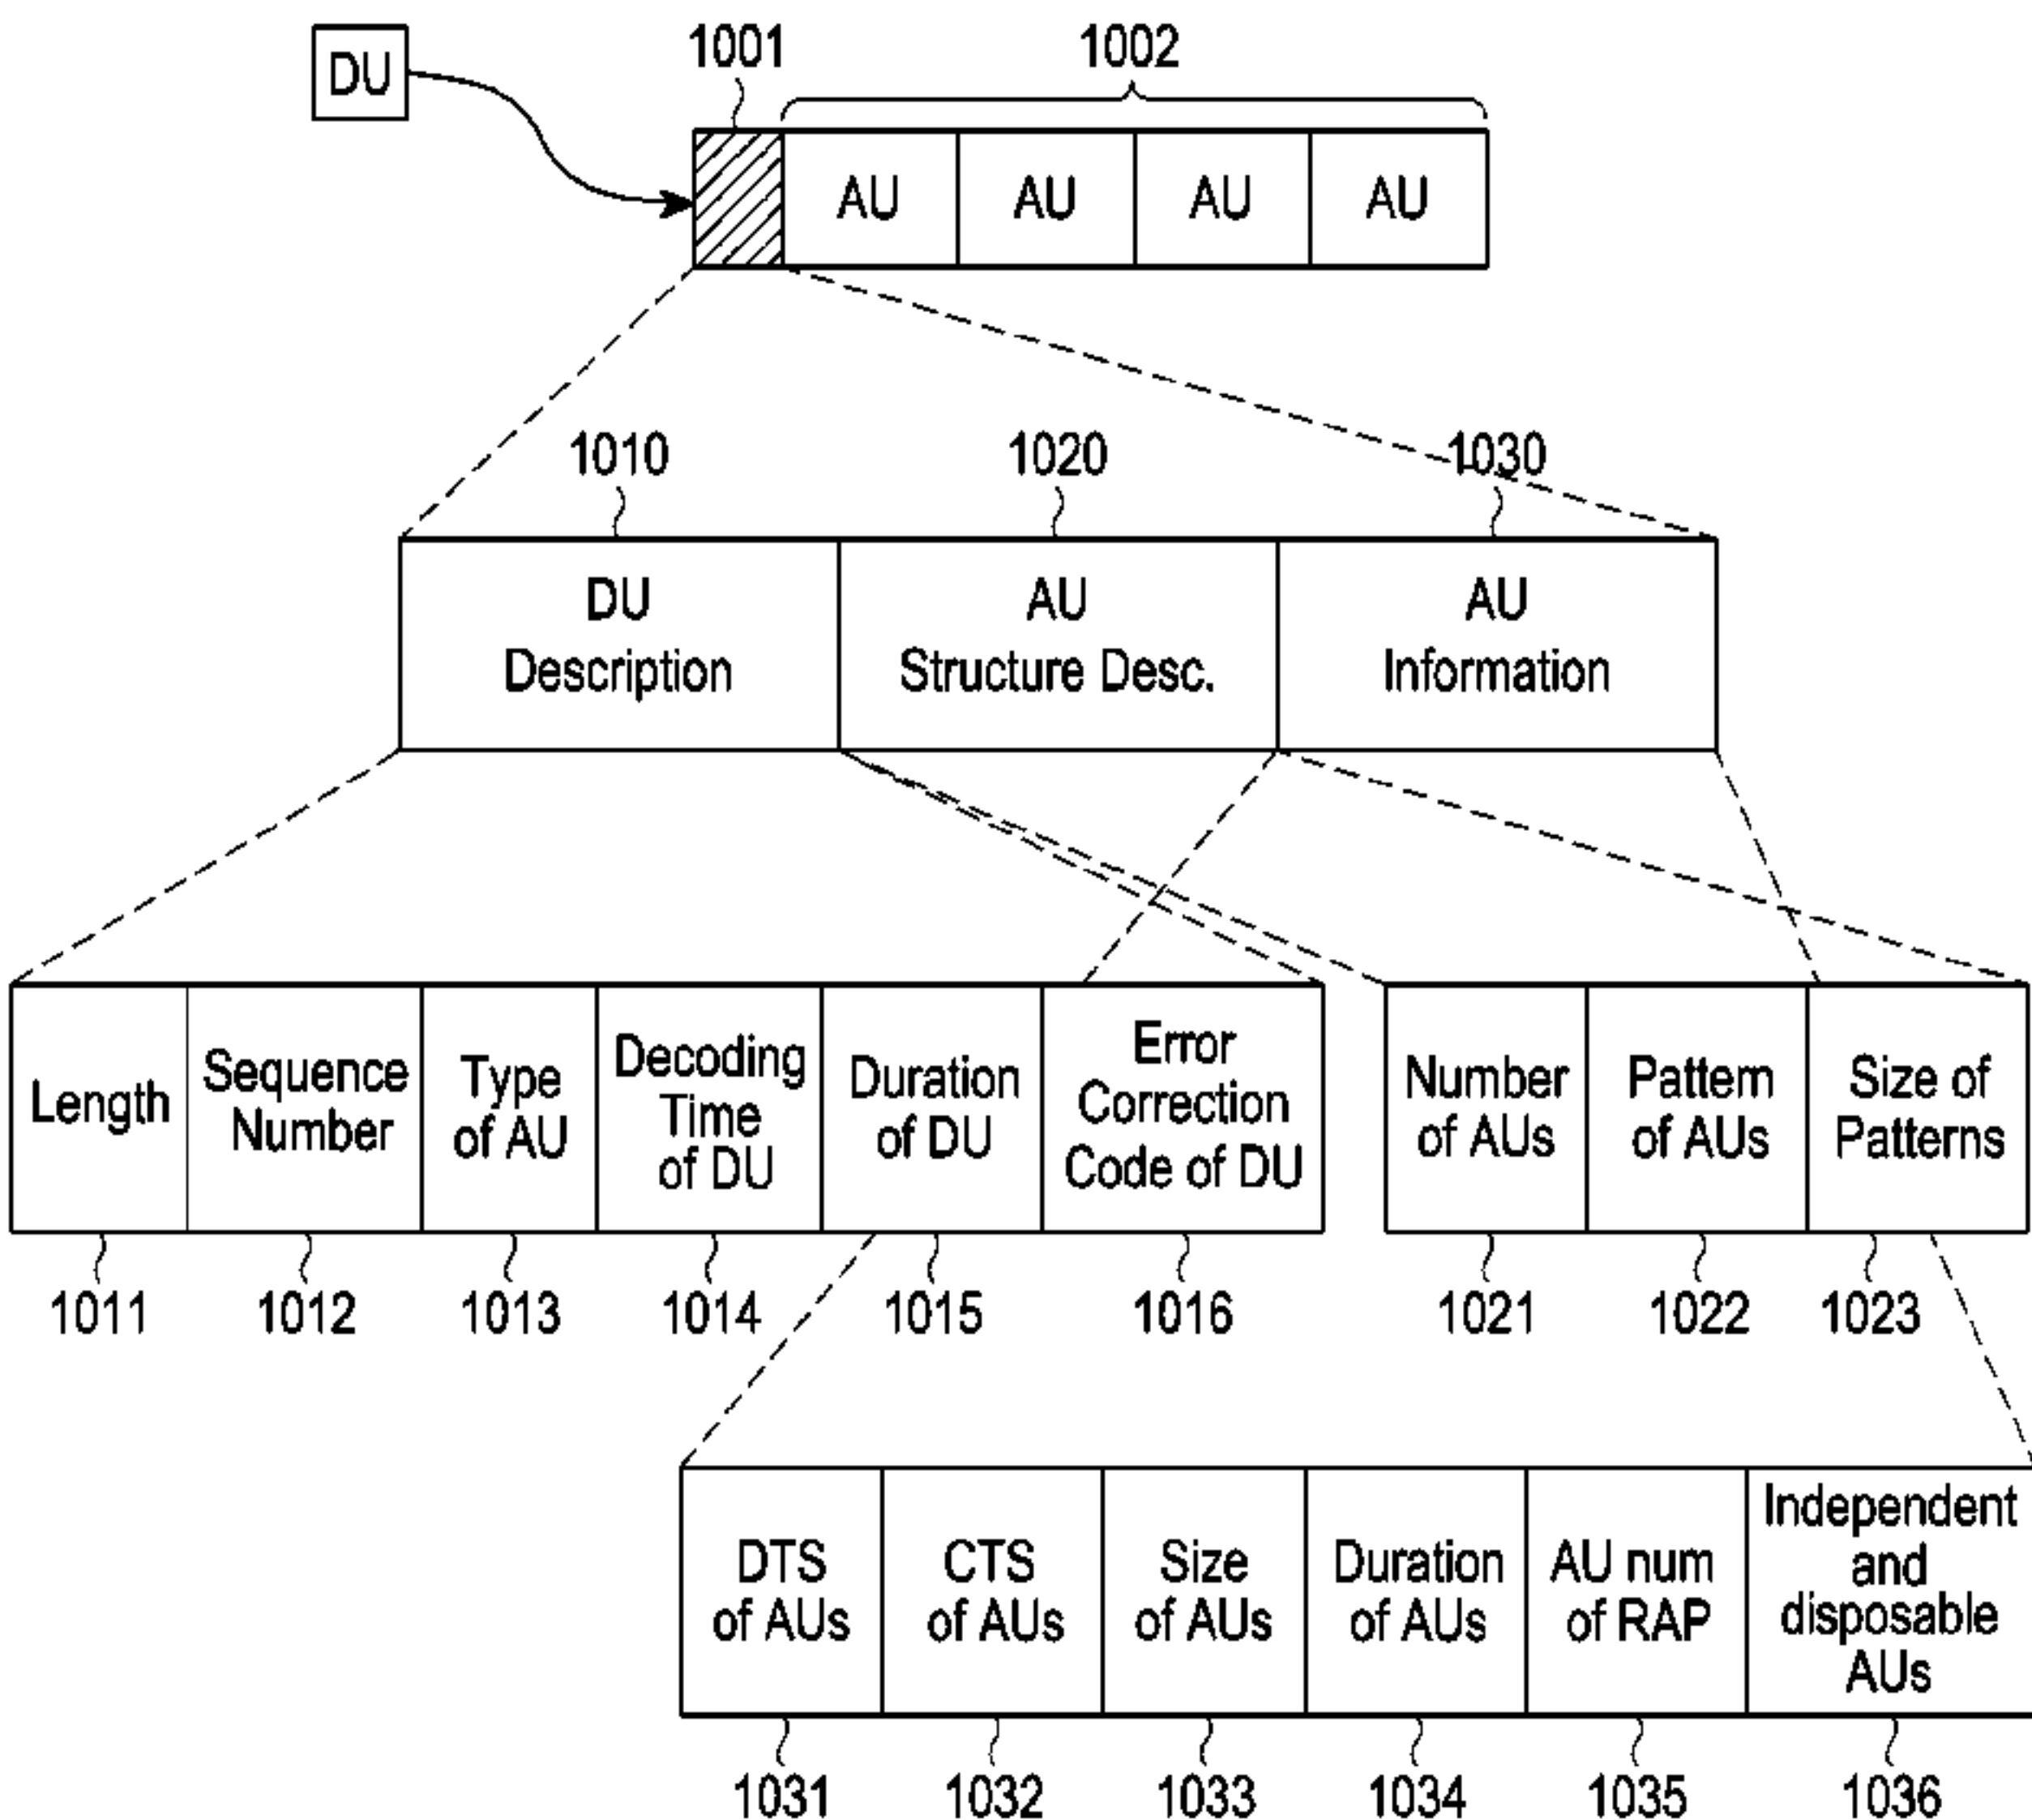 DU
1001
1002
AU
AU
AU
AU
1010
1020
1030
DU
Description
AU
Structure Desc.
AU
Information
Length
Sequence
Number
Type
of AU
Decoding
Time
of DU
Duration
of DU
Error
Correction
Code of DU
Number
of AUs
Pattern
of AUs
Size of
Patterns
1011
1012
1013
1014
1015
1016
1021
1022
1023
DTS
of AUs
CTS
of AUs
Size
of AUs
Duration
of AUs
AU num
of RAP
Independent
and
disposable
AUs
1031
1032
1033
1034
1035
1036